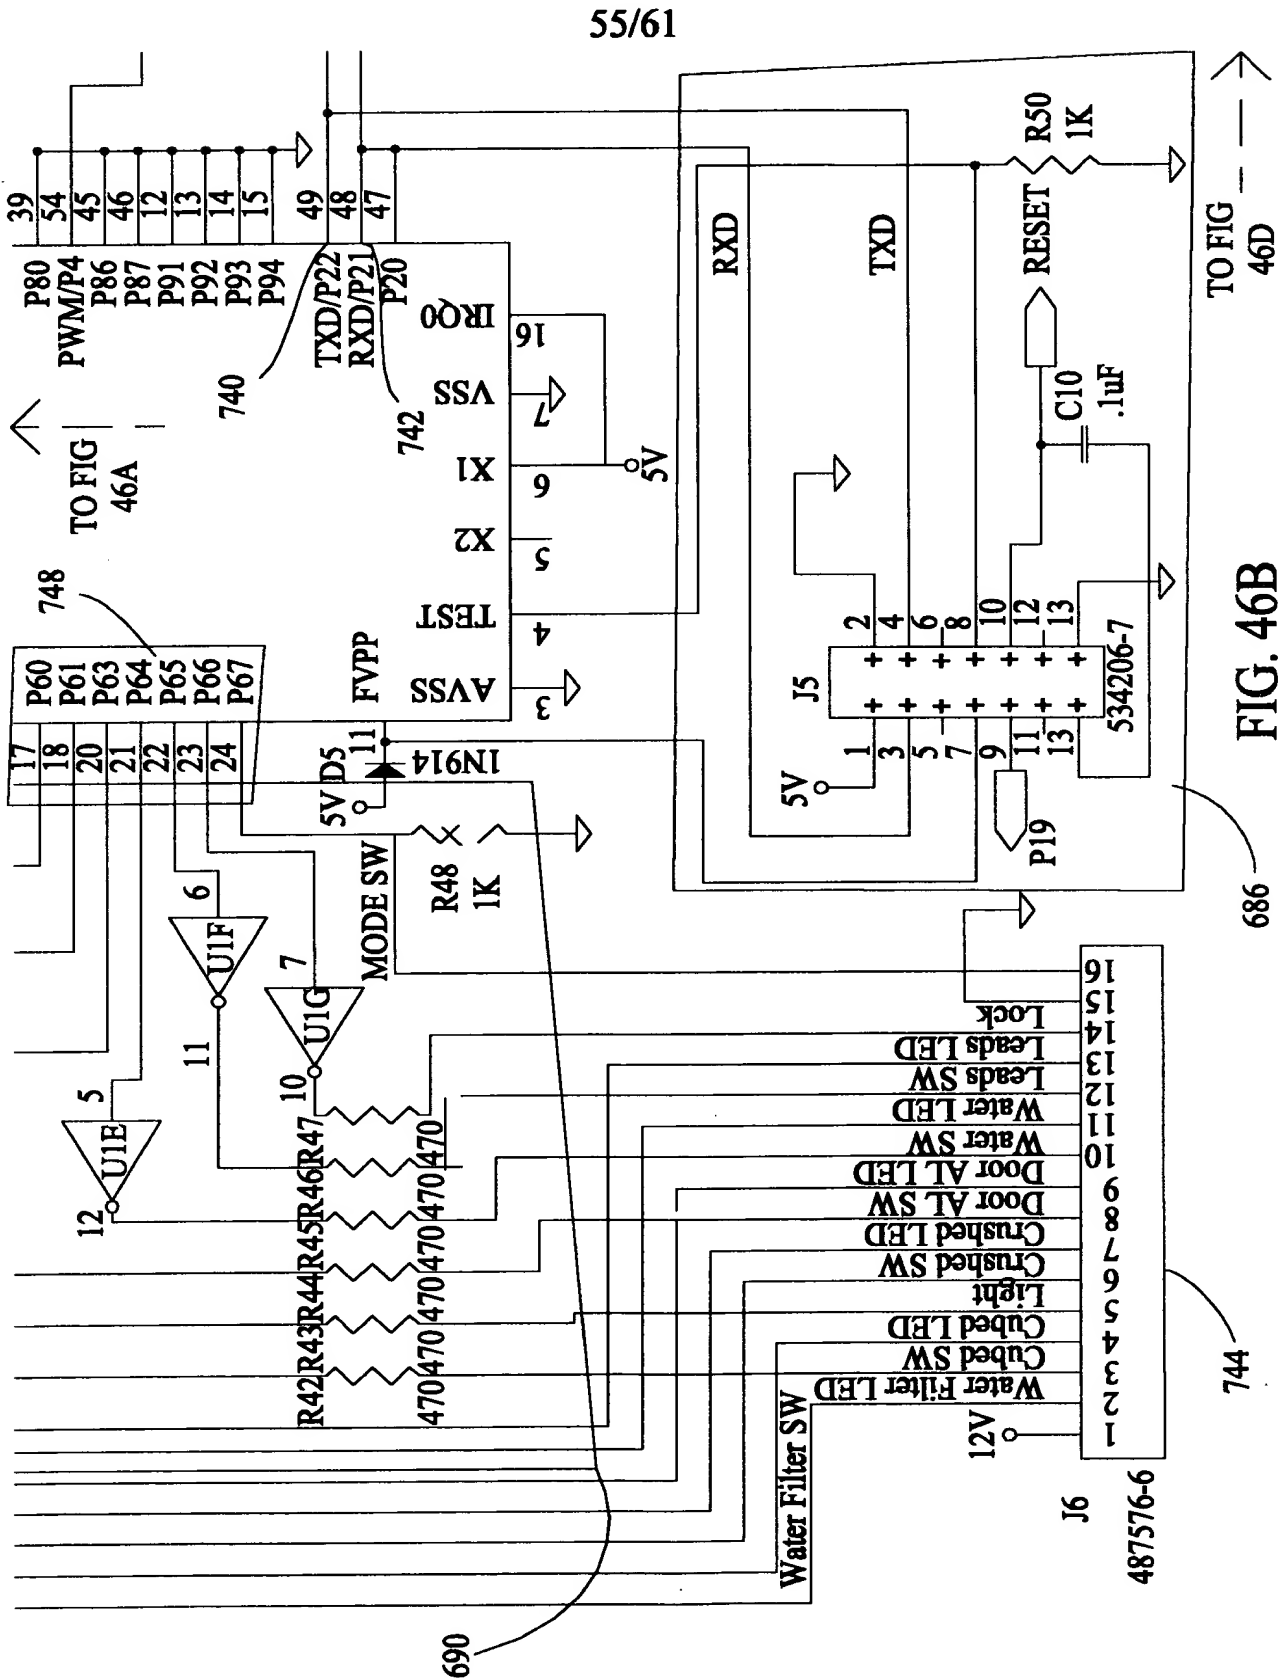 55/61
39
54
45
46
12
13
14
15
49
48
47
P80
PWM/P4
P86
P87
P91
P92
P93
P94
TXD/P22
RXD/P21
P20
740
742
TO FIG
46A
IRQ0
16
VSS
7
X1
6
5V
X2
5
TEST
4
AVSS
3
FVPP
11
748
P60
P61
P63
P64
P65
P66
P67
17
18
20
21
22
23
24
5V
D5
1N914
MODE SW
R48
1K
6
U1F
11
7
U1G
10
5
U1E
12
R47
R46
R45
R44
R43
R42
470
470
470
470
470
470
690
RXD
TXD
R50
1K
RESET
C10
.1uF
J5
2
4
6
8
10
12
13
1
3
5
7
9
11
13
534206-7
5V
P19
686
TO FIG
46D
Lock
Leads LED
Leads SW
Water LED
Water SW
Door AL LED
Door AL SW
Crushed LED
Crushed SW
Light
Cubed LED
Cubed SW
Water Filter LED
Water Filter SW
12V
16
15
14
13
12
11
10
9
8
7
6
5
4
3
2
1
J6
487576-6
744
FIG. 46B